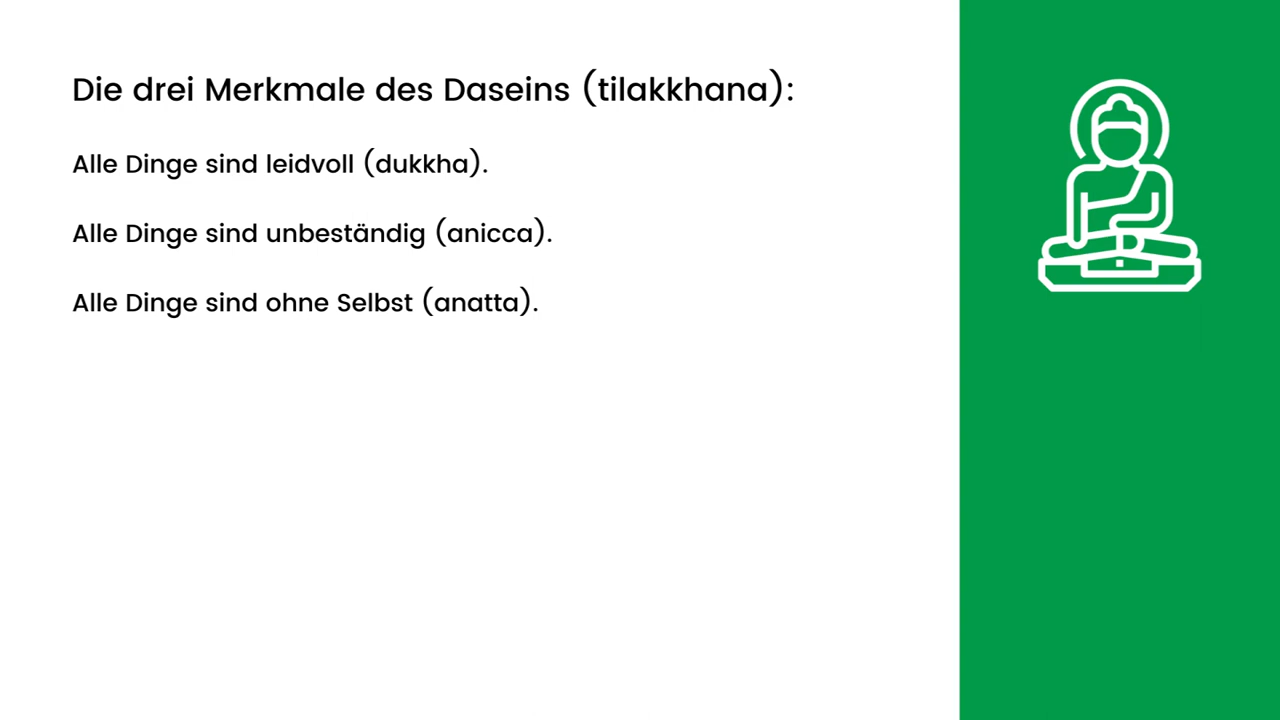 Die drei Merkmale des Daseins (tilakkhana):
Alle Dinge sind leidvoll (dukkha).
Alle Dinge sind unbeständig (anicca).
Alle Dinge sind ohne Selbst (anatta).